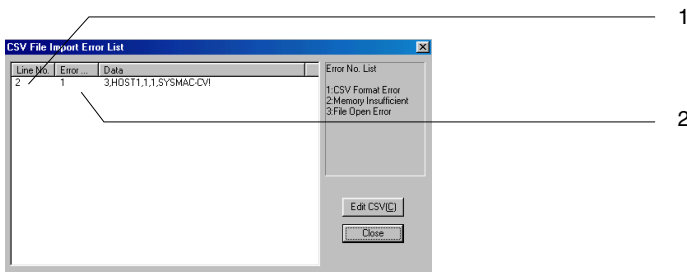 1
CSV File Import Error List
Line No. Error ... Data
2 1 3,HOST1,1,1,SYSMAC-CV!
Error No. List
1:CSV Format Error
2:Memory Insufficient
3:File Open Error
2
Edit CSV(C)
Close